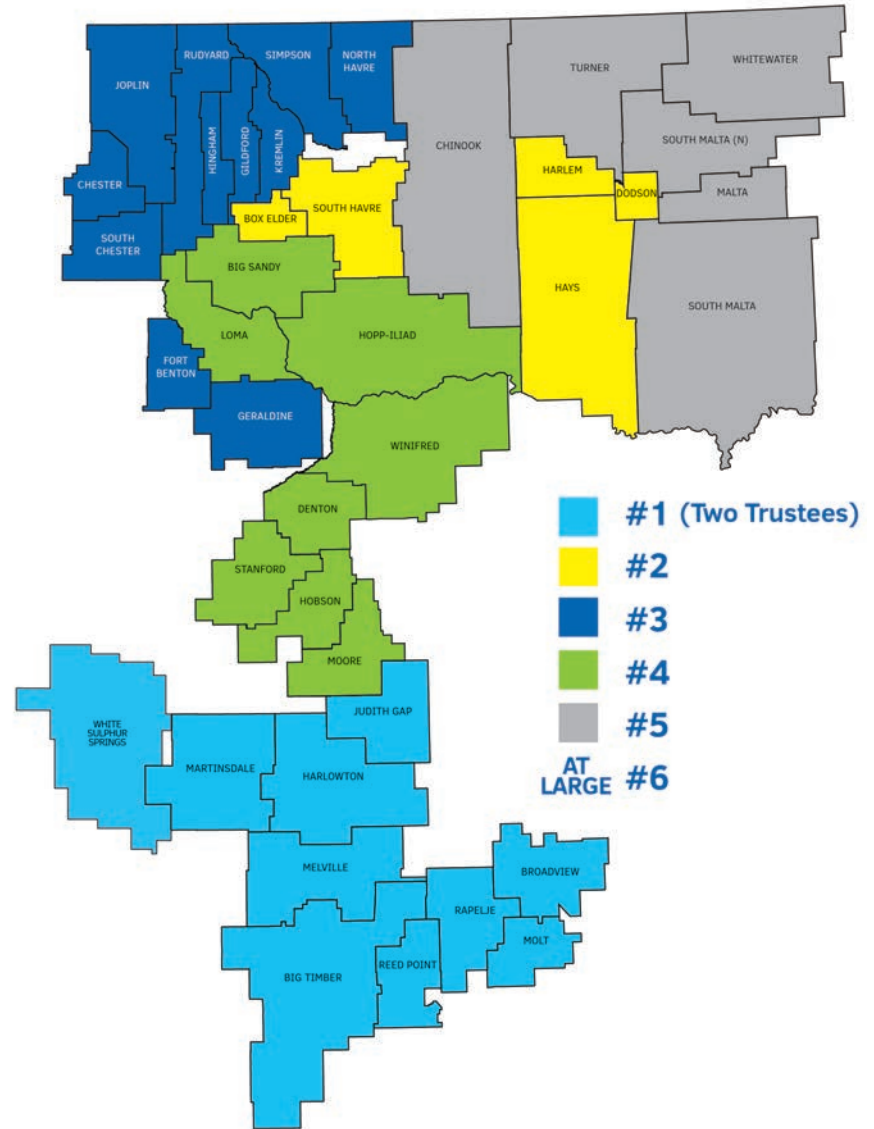 JOPLIN
RUDYARD
SIMPSON
NORTH
HAVRE
HINGHAM
GILDFORD
KREMLIN
CHESTER
SOUTH
CHESTER
BOX ELDER
SOUTH HAVRE
CHINOOK
TURNER
WHITEWATER
SOUTH MALTA (N)
HARLEM
DODSON
MALTA
HAYS
SOUTH MALTA
BIG SANDY
LOMA
HOPP-ILIAD
FORT
BENTON
GERALDINE
WINIFRED
DENTON
STANFORD
HOBSON
MOORE
#1 (Two Trustees)
#2
#3
#4
#5
AT
LARGE #6
WHITE
SULPHUR
SPRINGS
MARTINSDALE
HARLOWTON
JUDITH GAP
MELVILLE
BROADVIEW
RAPELJE
MOLT
BIG TIMBER
REED POINT